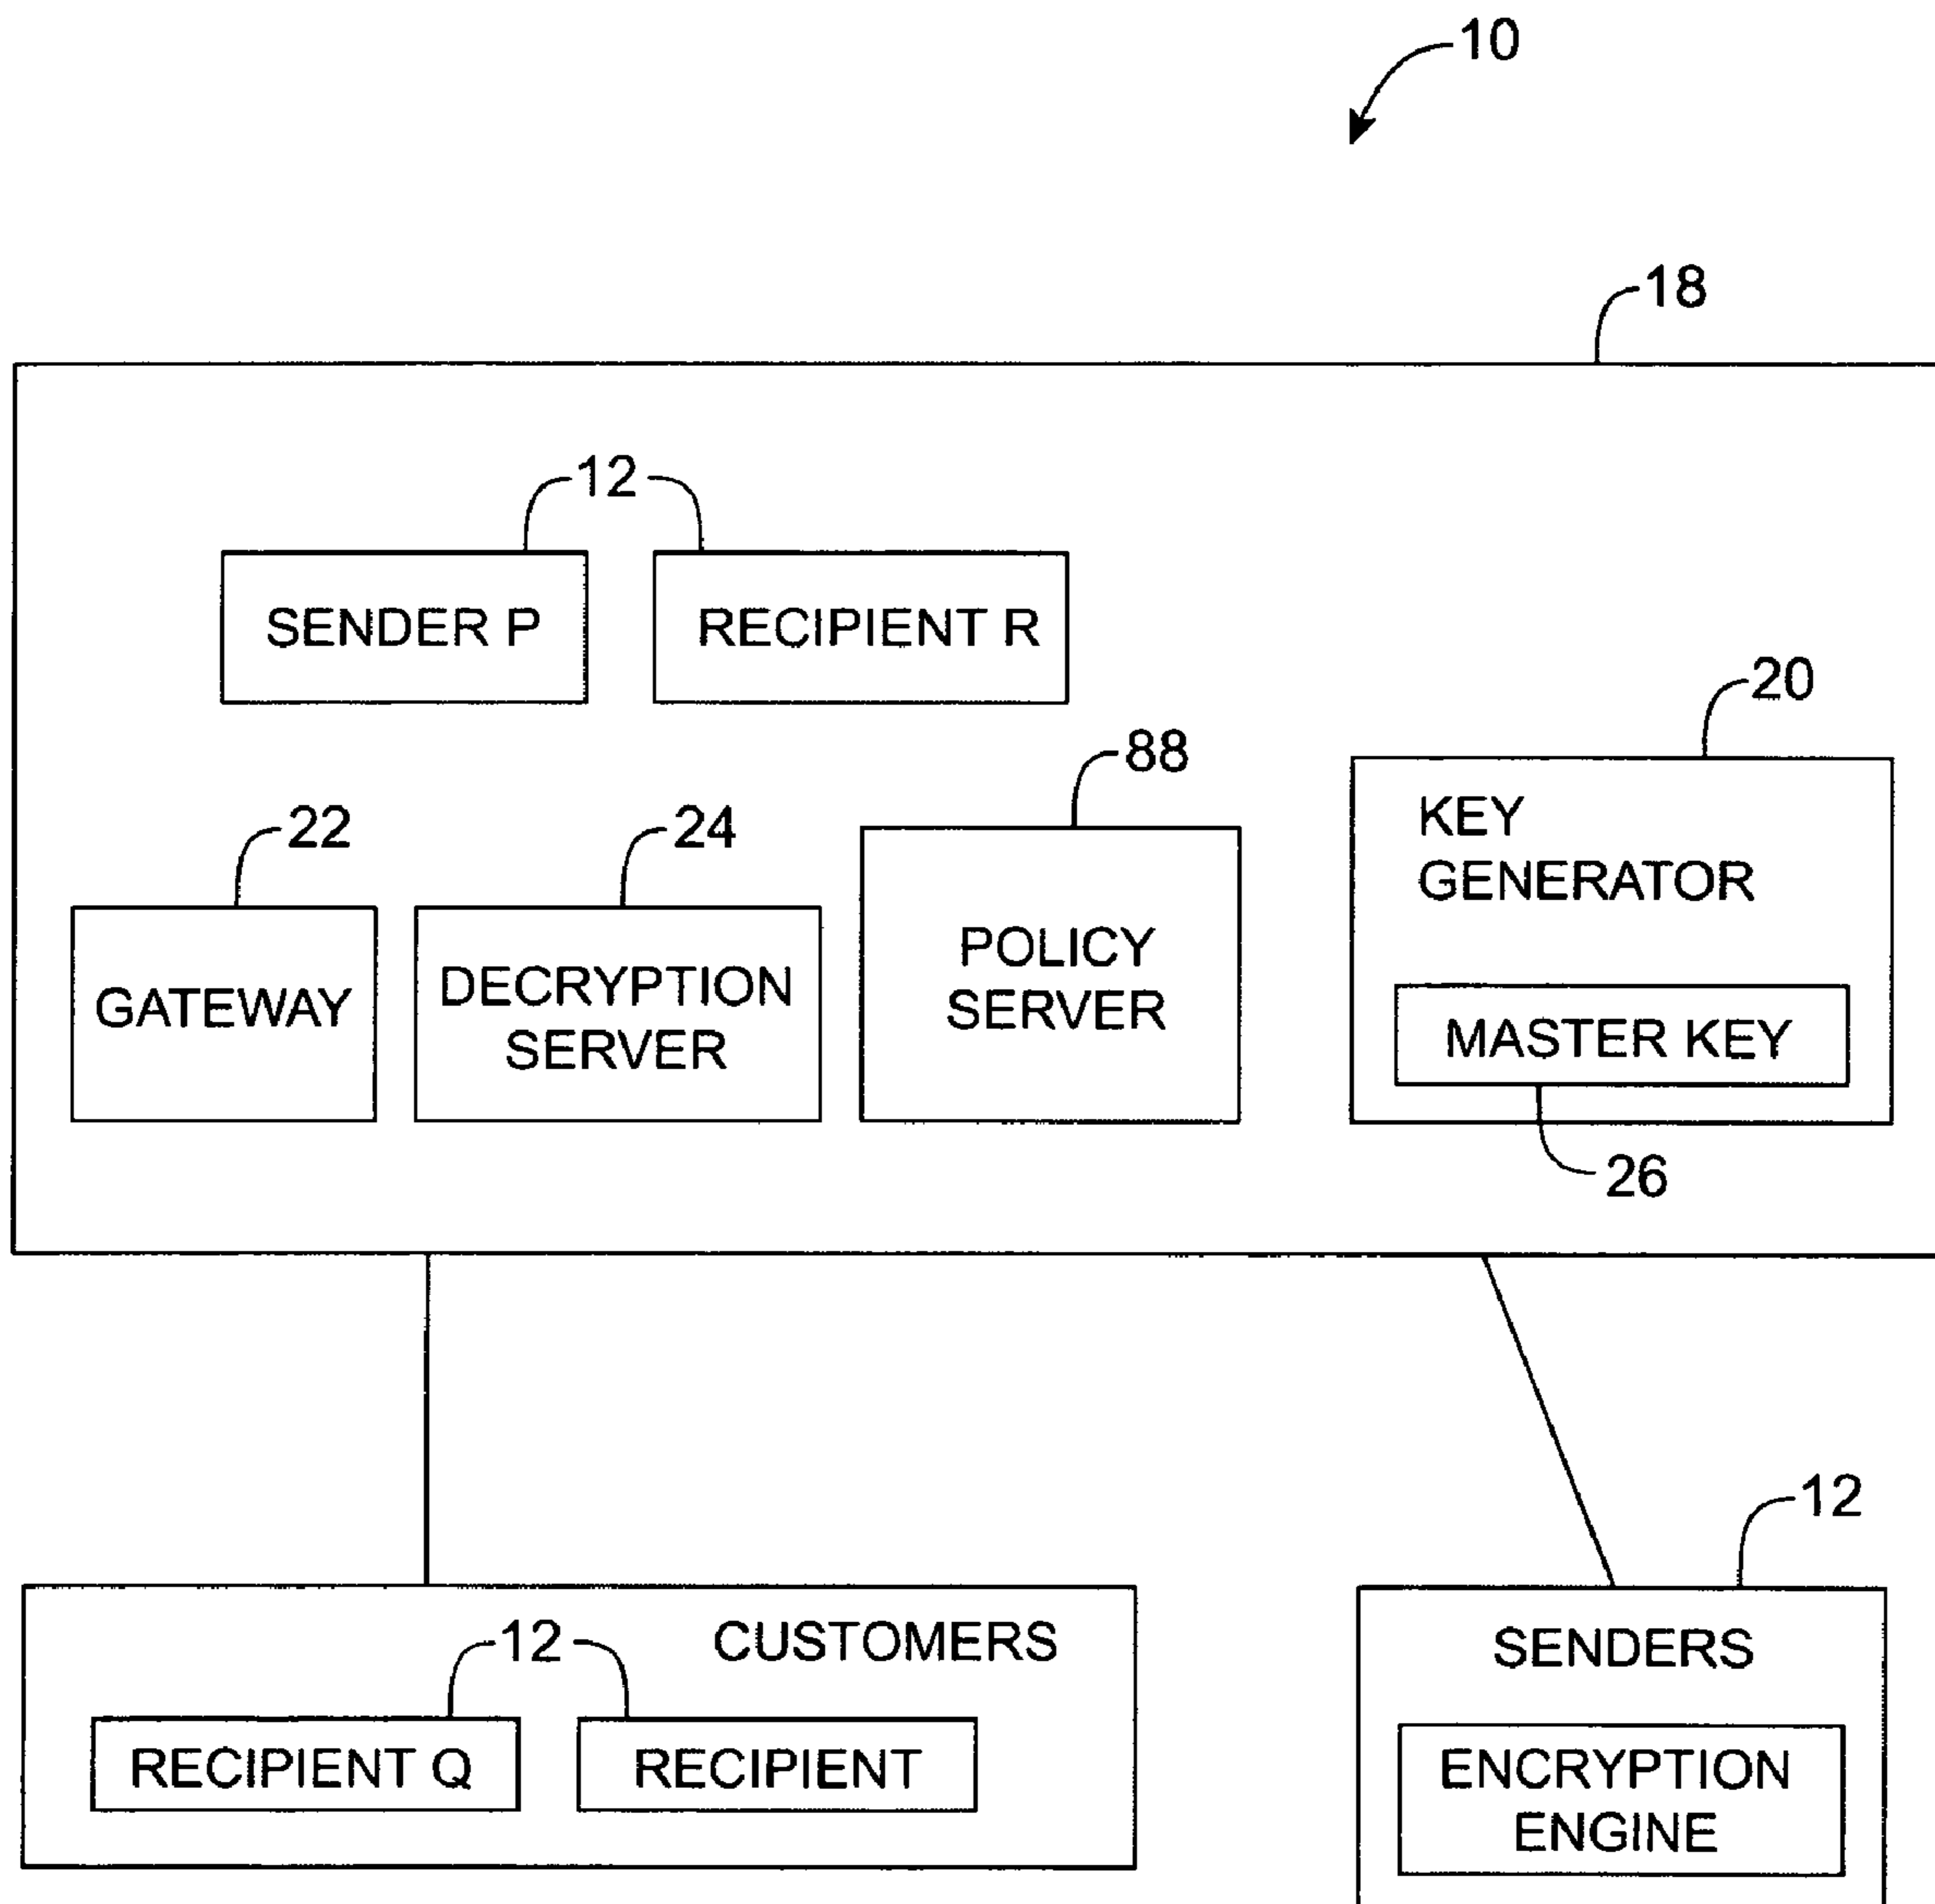 10
18
12
SENDER P
RECIPIENT R
20
88
22
24
KEY
GENERATOR
POLICY
SERVER
GATEWAY
DECRYPTION
SERVER
MASTER KEY
26
12
12
CUSTOMERS
SENDERS
RECIPIENT Q
RECIPIENT
ENCRYPTION
ENGINE